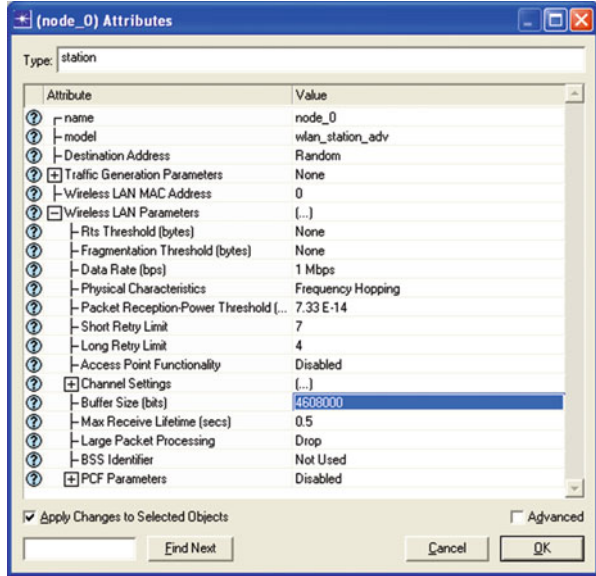 (node_0) Attributes
Type: station
Attribute Value
name node_0
model wlan_station_adv
Destination Address Random
Traffic Generation Parameters None
Wireless LAN MAC Address 0
Wireless LAN Parameters (...)
Rts Threshold (bytes) None
Fragmentation Threshold (bytes) None
Data Rate (bps) 1 Mbps
Physical Characteristics Frequency Hopping
Packet Reception-Power Threshold (... 7.33 E-14
Short Retry Limit 7
Long Retry Limit 4
Access Point Functionality Disabled
Channel Settings (...)
Buffer Size (bits) 4608000
Max Receive Lifetime (secs) 0.5
Large Packet Processing Drop
BSS Identifier Not Used
PCF Parameters Disabled
Apply Changes to Selected Objects Advanced
Find Next Cancel OK